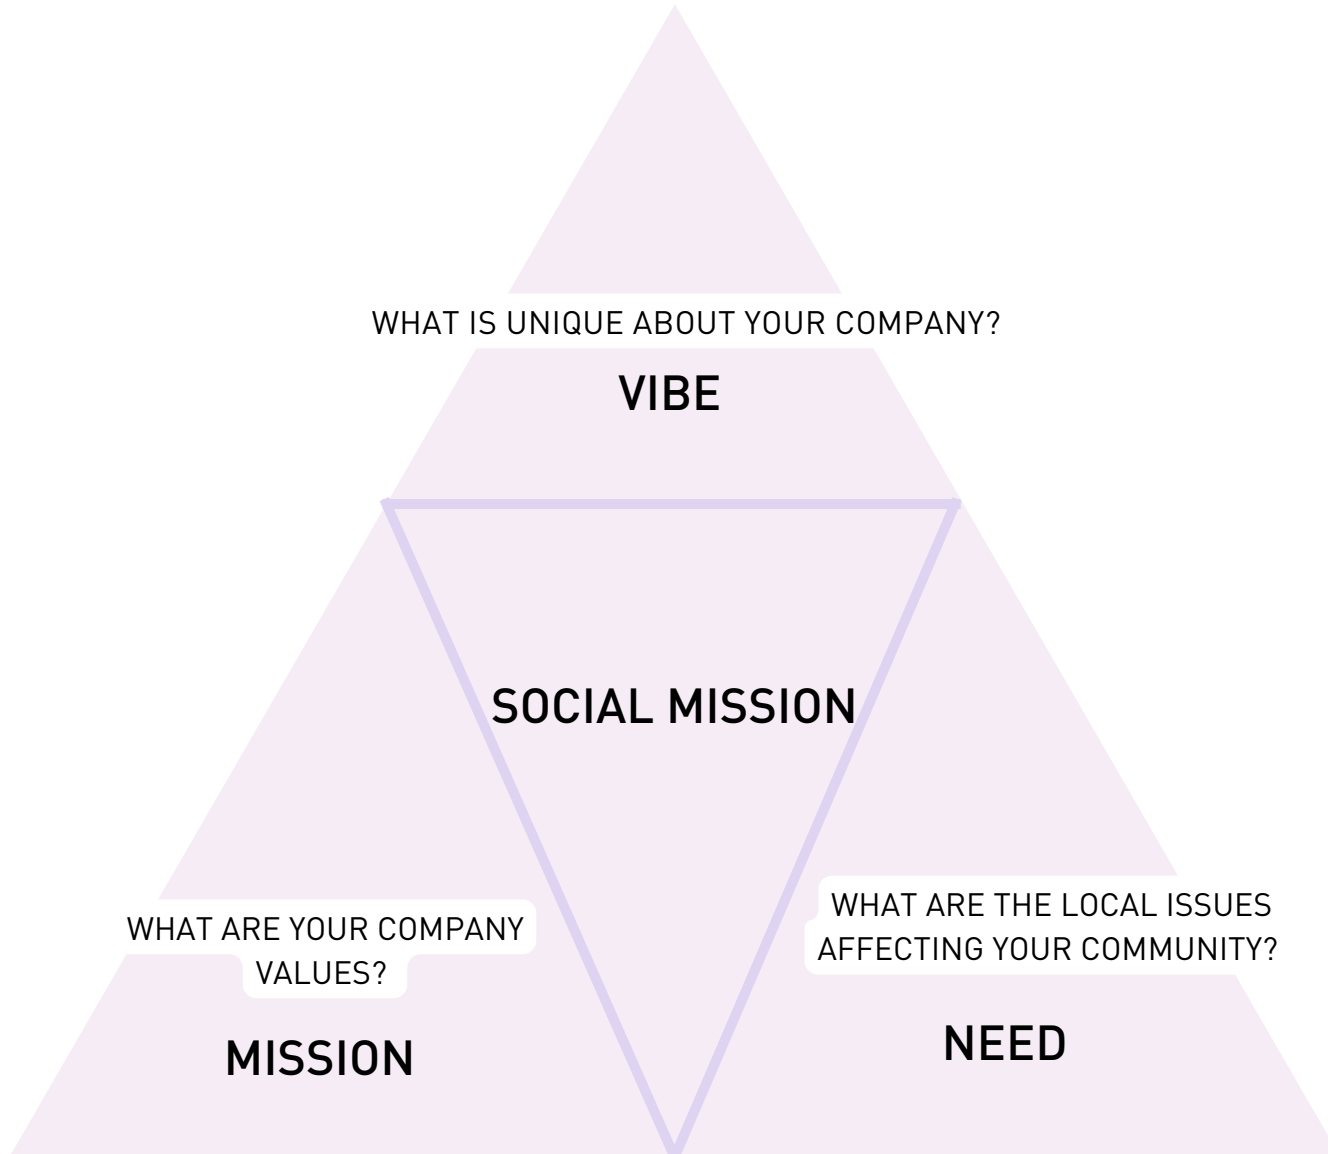 WHAT IS UNIQUE ABOUT YOUR COMPANY?
VIBE
SOCIAL MISSION
WHAT ARE YOUR COMPANY
VALUES?
MISSION
WHAT ARE THE LOCAL ISSUES
AFFECTING YOUR COMMUNITY?
NEED